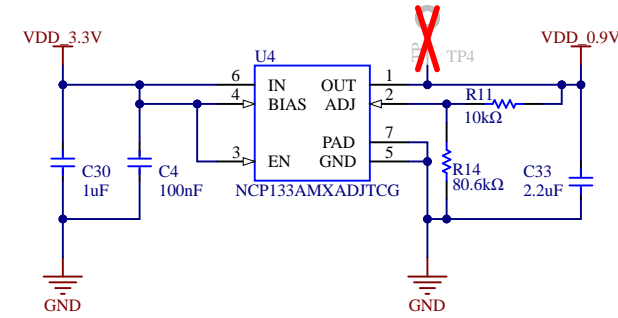 VDD_3.3V
U4
TP
TP4
VDD_0.9V
6
IN
OUT
1
4
BIAS
ADJ
2
R11
10kΩ
PAD
7
3
EN
GND
5
C30
1uF
C4
100nF
NCP133AMXADJTCG
R14
80.6kΩ
C33
2.2uF
GND
GND